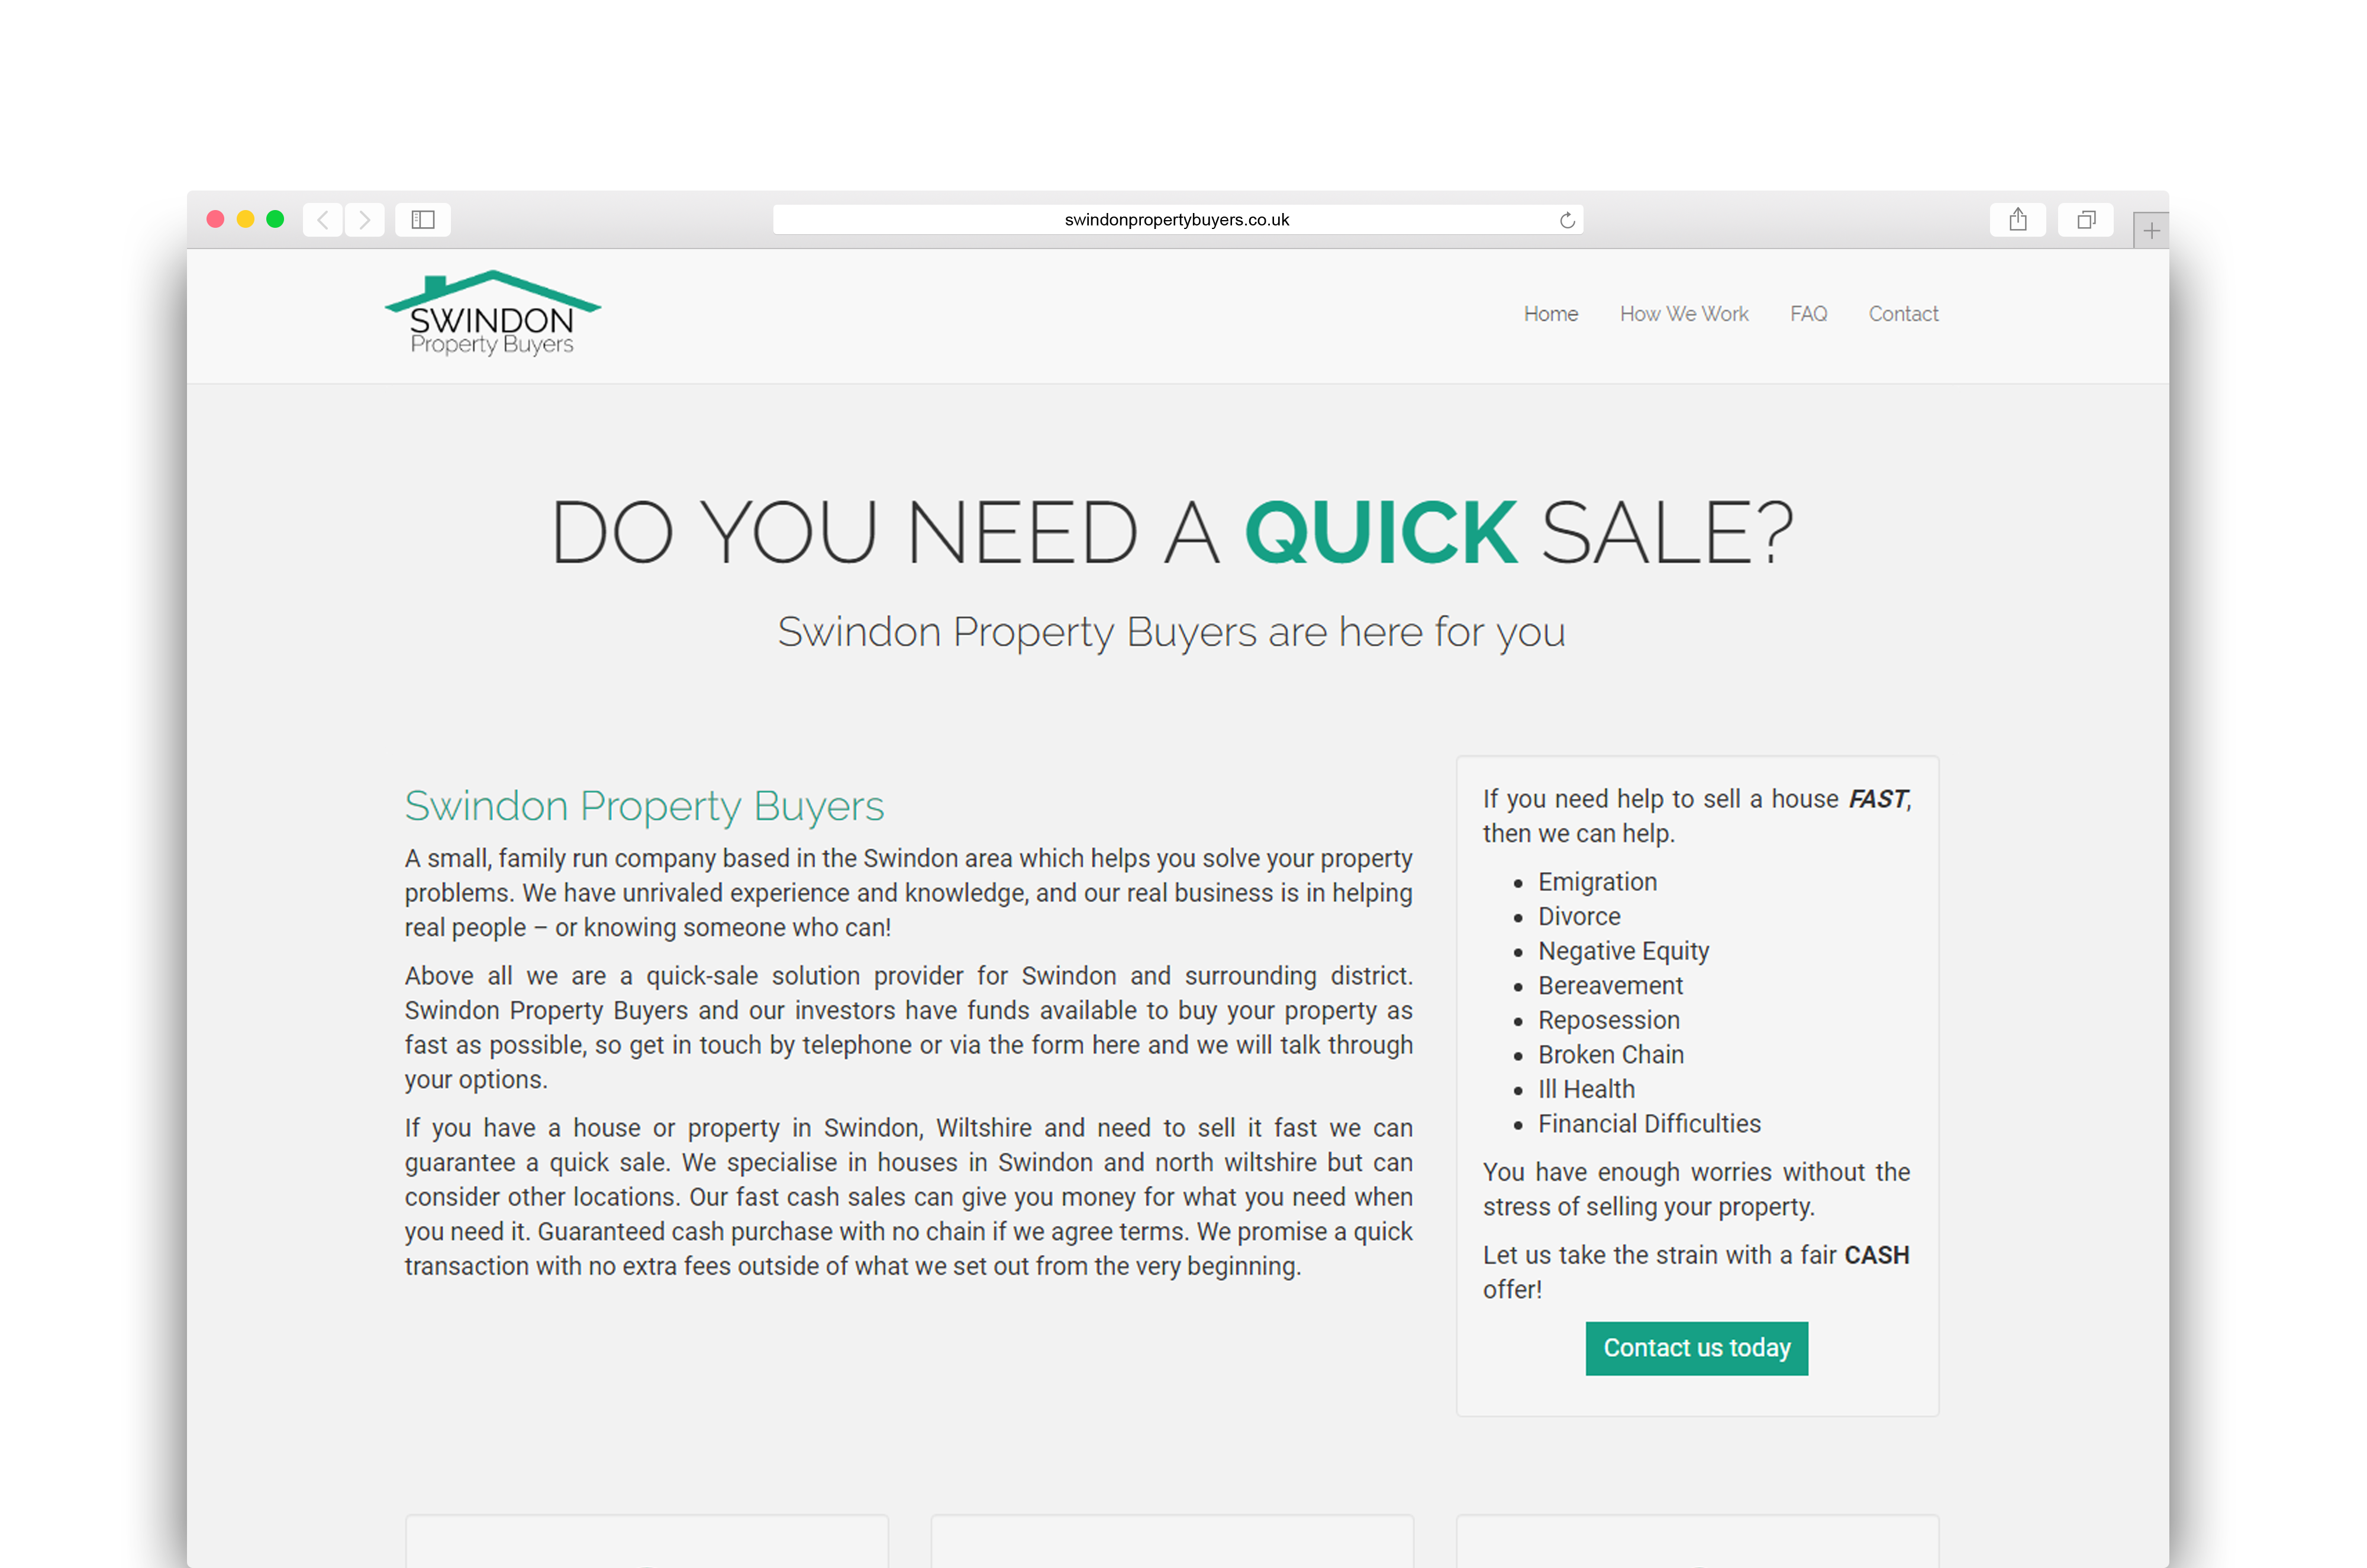 swindonpropertybuyers.co.uk
SWINDON
Property Buyers
Home
How We Work
FAQ
Contact
DO YOU NEED A QUICK SALE?
Swindon Property Buyers are here for you
Swindon Property Buyers
A small, family run company based in the Swindon area which helps you solve your property
problems. We have unrivaled experience and knowledge, and our real business is in helping
real people – or knowing someone who can!
Above all we are a quick-sale solution provider for Swindon and surrounding district.
Swindon Property Buyers and our investors have funds available to buy your property as
fast as possible, so get in touch by telephone or via the form here and we will talk through
your options.
If you have a house or property in Swindon, Wiltshire and need to sell it fast we can
guarantee a quick sale. We specialise in houses in Swindon and north wiltshire but can
consider other locations. Our fast cash sales can give you money for what you need when
you need it. Guaranteed cash purchase with no chain if we agree terms. We promise a quick
transaction with no extra fees outside of what we set out from the very beginning.
If you need help to sell a house FAST,
then we can help.
Emigration
Divorce
Negative Equity
Bereavement
Reposession
Broken Chain
Ill Health
Financial Difficulties
You have enough worries without the
stress of selling your property.
Let us take the strain with a fair CASH
offer!
Contact us today